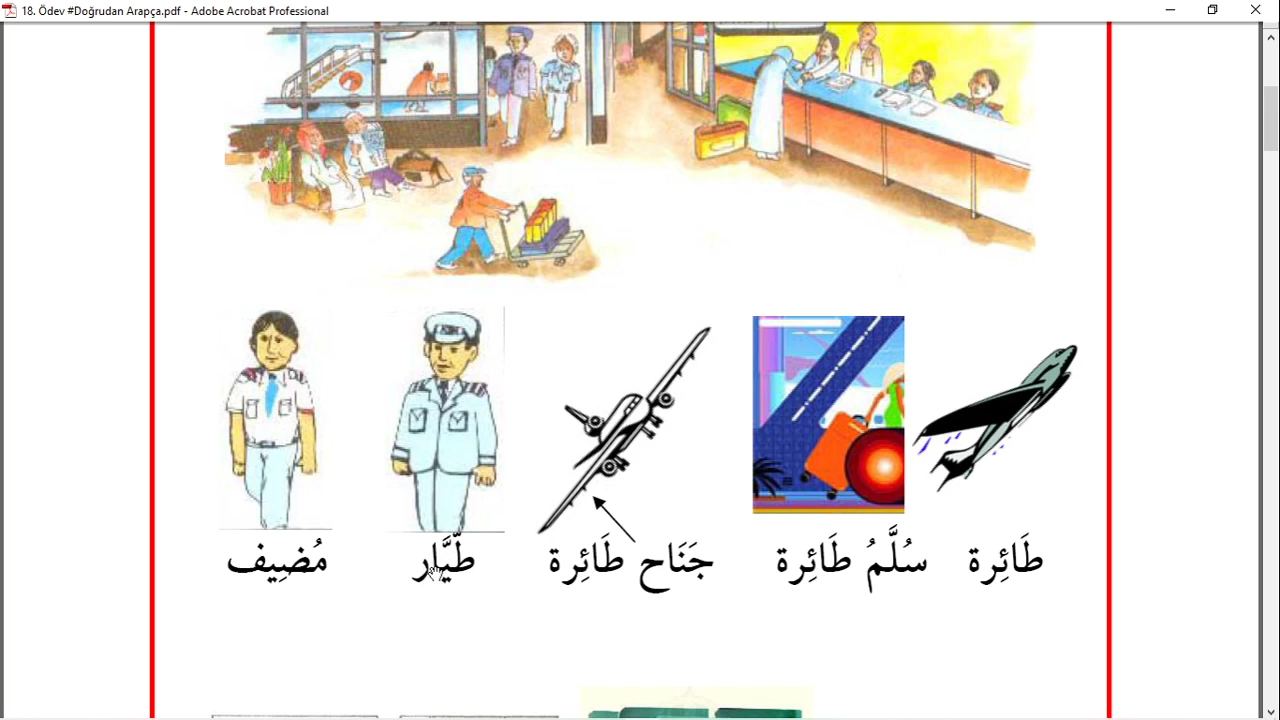 18. Ödev #Doğrudan Arapça.pdf - Adobe Acrobat Professional
طَائِرة سُلَّمُ طَائِرة جَنَاح طَائِرة طّيَّار مُضِيف